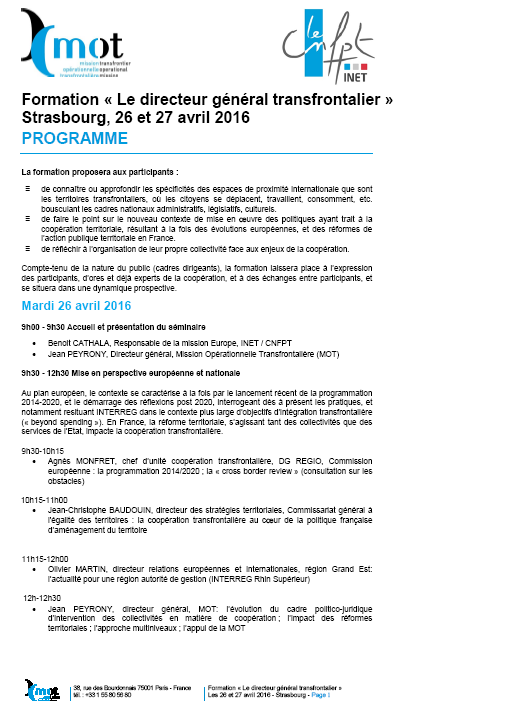 mot
mission transfrontier
opérationnelle operational
transfrontalière mission
le cnfpt
INET
Formation « Le directeur général transfrontalier »
Strasbourg, 26 et 27 avril 2016
PROGRAMME
La formation proposera aux participants :
de connaître ou approfondir les spécificités des espaces de proximité internationale que sont
les territoires transfrontaliers, où les citoyens se déplacent, travaillent, consomment, etc.
bousculant les cadres nationaux administratifs, législatifs, culturels.
de faire le point sur le nouveau contexte de mise en œuvre des politiques ayant trait à la
coopération territoriale, résultant à la fois des évolutions européennes, et des réformes de
l'action publique territoriale en France.
de réfléchir à l'organisation de leur propre collectivité face aux enjeux de la coopération.
Compte-tenu de la nature du public (cadres dirigeants), la formation laissera place à l'expression
des participants, d'ores et déjà experts de la coopération, et à des échanges entre participants, et
se situera dans une dynamique prospective.
Mardi 26 avril 2016
9h00 - 9h30 Accueil et présentation du séminaire
• Benoit CATHALA, Responsable de la mission Europe, INET / CNFPT
• Jean PEYRONY, Directeur général, Mission Opérationnelle Transfrontalière (MOT)
9h30 - 12h30 Mise en perspective européenne et nationale
Au plan européen, le contexte se caractérise à la fois par le lancement récent de la programmation
2014-2020, et le démarrage des réflexions post 2020, interrogeant dès à présent les pratiques, et
notamment resituant INTERREG dans le contexte plus large d'objectifs d'intégration transfrontalière
(« beyond spending »). En France, la réforme territoriale, s'agissant tant des collectivités que des
services de l'Etat, impacte la coopération transfrontalière.
9h30-10h15
• Agnès MONFRET, chef d'unité coopération transfrontalière, DG REGIO, Commission
européenne : la programmation 2014/2020 ; la « cross border review » (consultation sur les
obstacles)
10h15-11h00
• Jean-Christophe BAUDOUIN, directeur des stratégies territoriales, Commissariat général à
l'égalité des territoires : la coopération transfrontalière au cœur de la politique française
d'aménagement du territoire
11h15-12h00
• Olivier MARTIN, directeur relations européennes et internationales, région Grand Est:
l'actualité pour une région autorité de gestion (INTERREG Rhin Supérieur)
12h-12h30
• Jean PEYRONY, directeur général, MOT: l'évolution du cadre politico-juridique
d'intervention des collectivités en matière de coopération ; l'impact des réformes
territoriales ; l'approche multiniveaux ; l'appui de la MOT
mot
38, rue des Bourdonnais 75001 Paris - France
tél. : +33 1 55 80 56 80
Formation « Le directeur général transfrontalier »
Les 26 et 27 avril 2016 - Strasbourg - Page 1